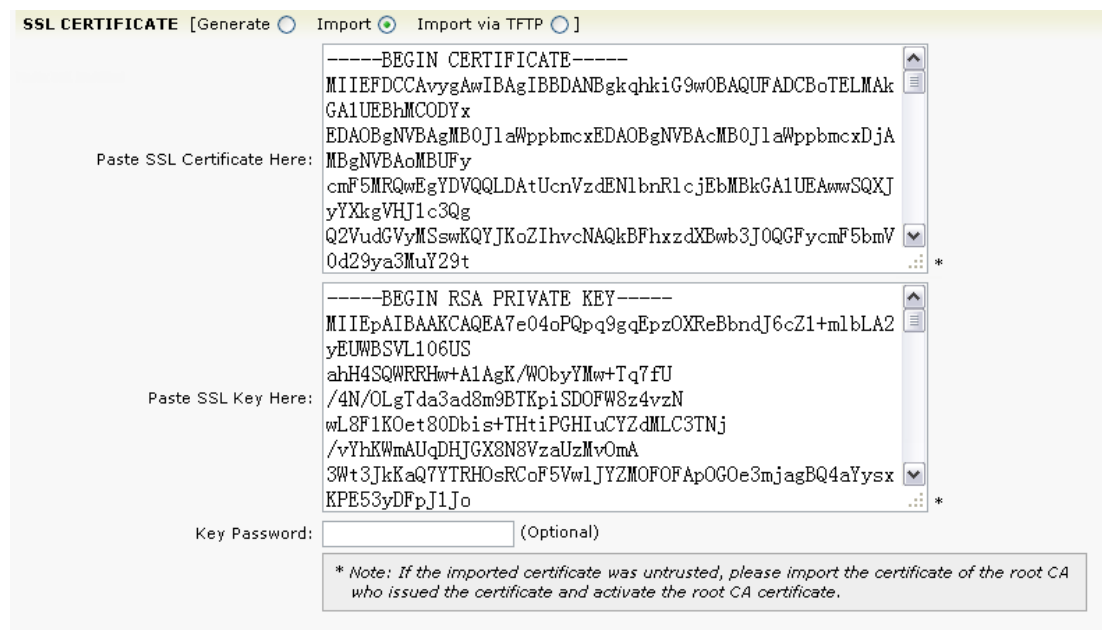 SSL CERTIFICATE [Generate Import Import via TFTP ]
Paste SSL Certificate Here:
-----BEGIN CERTIFICATE-----
MIIEFDCCAvygAwIBAgIBBDANBgkqhkiG9w0BAQUFADCBoTELMAk
GA1UEBhMCODYx
EDAOBgNVBAgMB0JlaWppbmcxEDAOBgNVBAcMB0JlaWppbmcxDjA
MBgNVBAoMBUFy
cmF5MRQwEgYDVQQLDAtUcnVzdENlbnRlcjEbMBkGA1UEAwwSQXJ
yYXkgVHJ1c3Qg
Q2VudGVyMSswKQYJKoZIhvcNAQkBFhxzdXBwb3J0QGFycmF5bmV
0d29ya3MuY29t
*
Paste SSL Key Here:
-----BEGIN RSA PRIVATE KEY-----
MIIEpAIBAAKCAQEA7e04oPQpq9gqEpzOXReBbndJ6cZ1+mlbLA2
yEUWBSVL106US
ahH4SQWRRHw+A1AgK/WObyYMw+Tq7fU
/4N/OLgTda3ad8m9BTKpiSDOFW8z4vzN
wL8F1KOet80Dbis+THtiPGHIuCYZdMLC3TNj
/vYhKWmAUqDHJGX8N8VzaUzMvOmA
3Wt3JkKaQ7YTRHOsRCoF5VwlJYZMOFOFApOGOe3mjagBQ4aYysx
KPE53yDFpJ1Jo
*
Key Password:
(Optional)
* Note: If the imported certificate was untrusted, please import the certificate of the root CA
who issued the certificate and activate the root CA certificate.